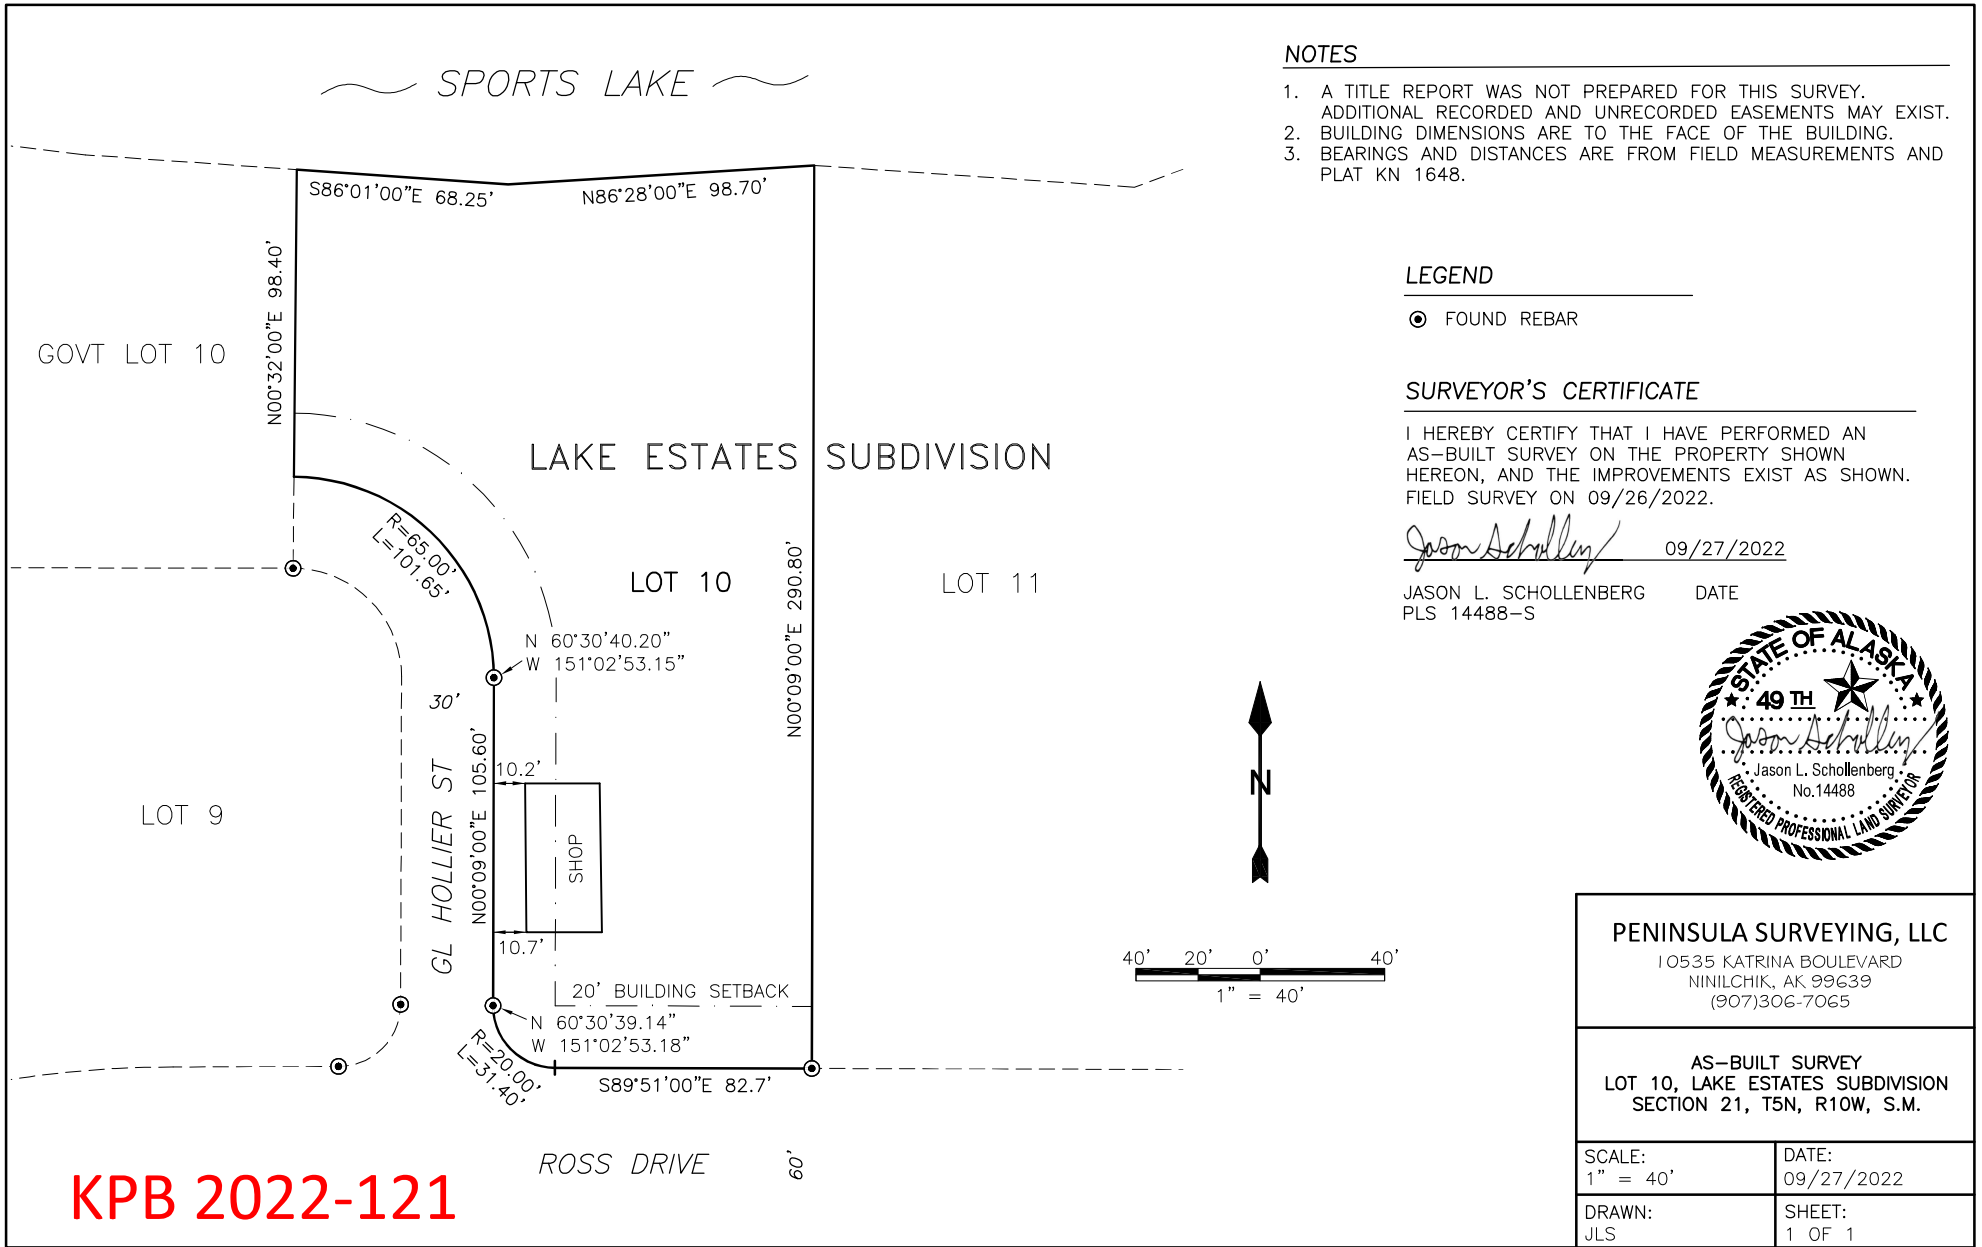 SPORTS LAKE
S86°01'00"E 68.25'
N86°28'00"E 98.70'
N00°32'00"E 98.40'
GOVT LOT 10
LAKE ESTATES SUBDIVISION
R=65.00'
L=101.65'
LOT 10
N00°09'00"E 290.80'
LOT 11
N 60°30'40.20"
W 151°02'53.15"
30'
GL HOLLIER ST
N00°09'00"E 105.60'
10.2'
SHOP
10.7'
LOT 9
20' BUILDING SETBACK
N 60°30'39.14"
W 151°02'53.18"
R=20.00'
L=31.40'
S89°51'00"E 82.7'
ROSS DRIVE
60'
KPB 2022-121
NOTES
1. A TITLE REPORT WAS NOT PREPARED FOR THIS SURVEY.
ADDITIONAL RECORDED AND UNRECORDED EASEMENTS MAY EXIST.
2. BUILDING DIMENSIONS ARE TO THE FACE OF THE BUILDING.
3. BEARINGS AND DISTANCES ARE FROM FIELD MEASUREMENTS AND
PLAT KN 1648.
LEGEND
FOUND REBAR
SURVEYOR'S CERTIFICATE
I HEREBY CERTIFY THAT I HAVE PERFORMED AN
AS-BUILT SURVEY ON THE PROPERTY SHOWN
HEREON, AND THE IMPROVEMENTS EXIST AS SHOWN.
FIELD SURVEY ON 09/26/2022.
09/27/2022
JASON L. SCHOLLENBERG DATE
PLS 14488-S
STATE OF ALASKA
49 TH
Jason L. Schollenberg
No.14488
REGISTERED PROFESSIONAL LAND SURVEYOR
N
40' 20' 0' 40'
1" = 40'
PENINSULA SURVEYING, LLC
10535 KATRINA BOULEVARD
NINILCHIK, AK 99639
(907)306-7065
AS-BUILT SURVEY
LOT 10, LAKE ESTATES SUBDIVISION
SECTION 21, T5N, R10W, S.M.
SCALE:
1" = 40'
DATE:
09/27/2022
DRAWN:
JLS
SHEET:
1 OF 1